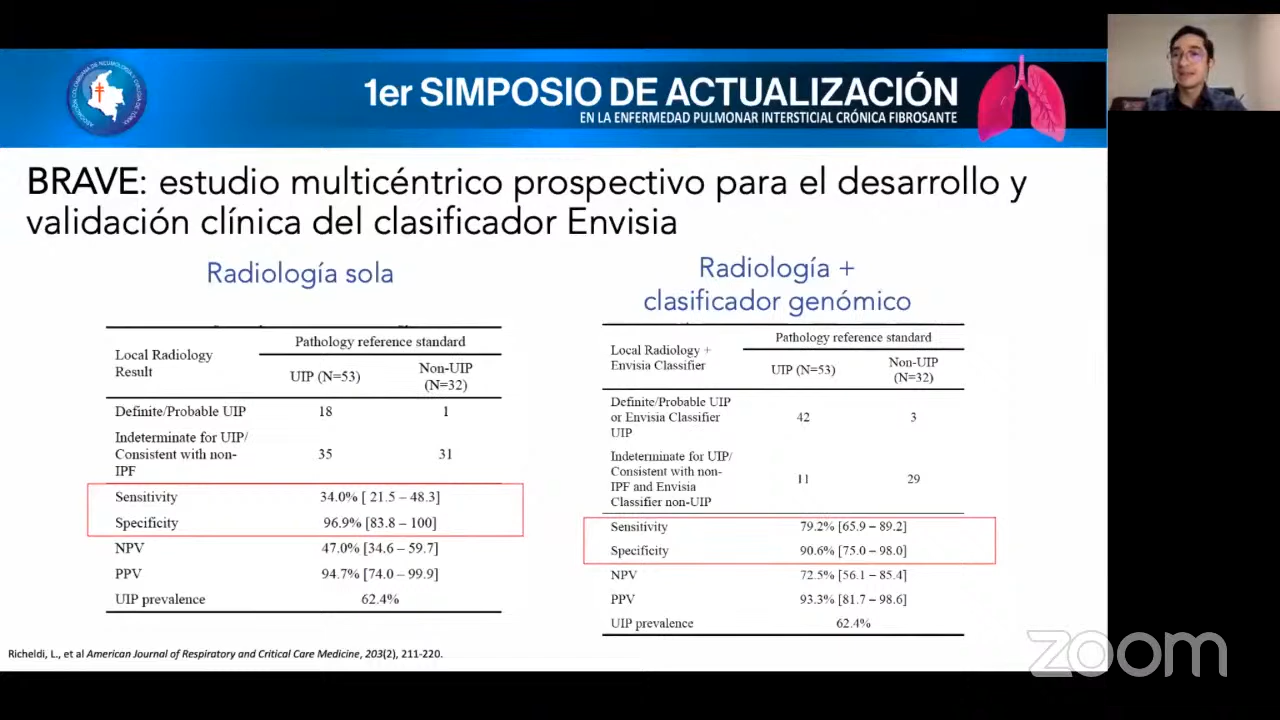 1er SIMPOSIO DE ACTUALIZACIÓN
EN LA ENFERMEDAD PULMONAR INTERSTICIAL CRÓNICA FIBROSANTE
BRAVE: estudio multicéntrico prospectivo para el desarrollo y
validación clínica del clasificador Envisia
Radiología sola
Local Radiology
Result
Pathology reference standard
UIP (N=53)
Non-UIP
(N=32)
Definite/Probable UIP 18 1
Indeterminate for UIP/
Consistent with non-
IPF
35 31
Sensitivity 34.0% [ 21.5 – 48.3]
Specificity 96.9% [83.8 – 100]
NPV 47.0% [34.6 – 59.7]
PPV 94.7% [74.0 – 99.9]
UIP prevalence 62.4%
Radiología +
clasificador genómico
Local Radiology +
Envisia Classifier
Pathology reference standard
UIP (N=53)
Non-UIP
(N=32)
Definite/Probable UIP
or Envisia Classifier
UIP
42 3
Indeterminate for UIP/
Consistent with non-
IPF and Envisia
Classifier non-UIP
11 29
Sensitivity 79.2% [65.9 – 89.2]
Specificity 90.6% [75.0 – 98.0]
NPV 72.5% [56.1 – 85.4]
PPV 93.3% [81.7 – 98.6]
UIP prevalence 62.4%
Richeldi, L., et al American Journal of Respiratory and Critical Care Medicine, 203(2), 211-220.
zoom